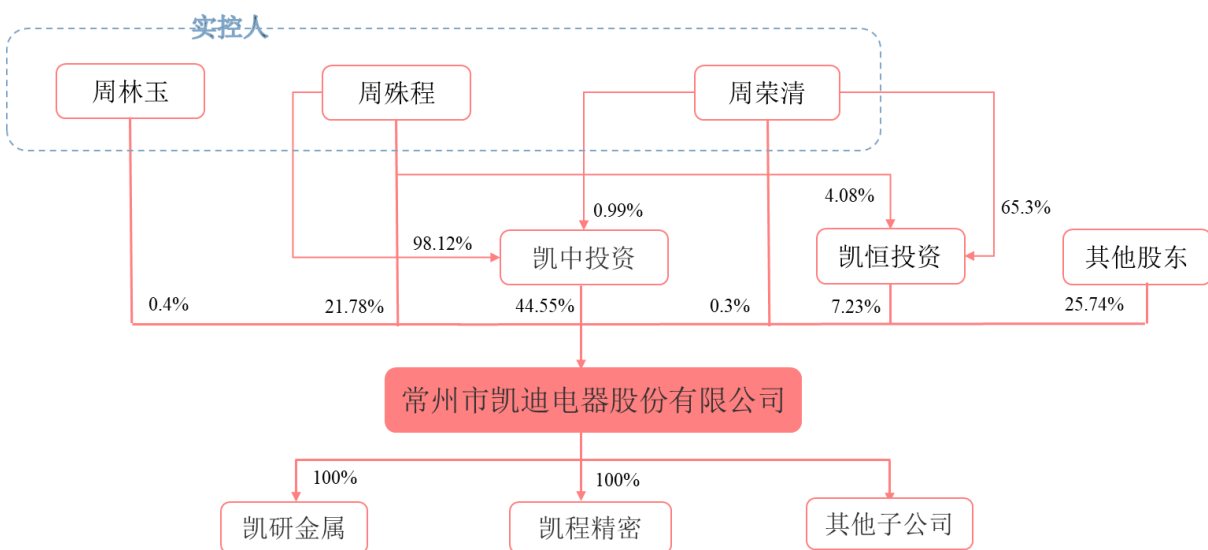 实控人
周林玉
周殊程
周荣清
0.99%
4.08%
65.3%
98.12%
凯中投资
凯恒投资
其他股东
0.4%
21.78%
44.55%
0.3%
7.23%
25.74%
常州市凯迪电器股份有限公司
100%
100%
凯研金属
凯程精密
其他子公司